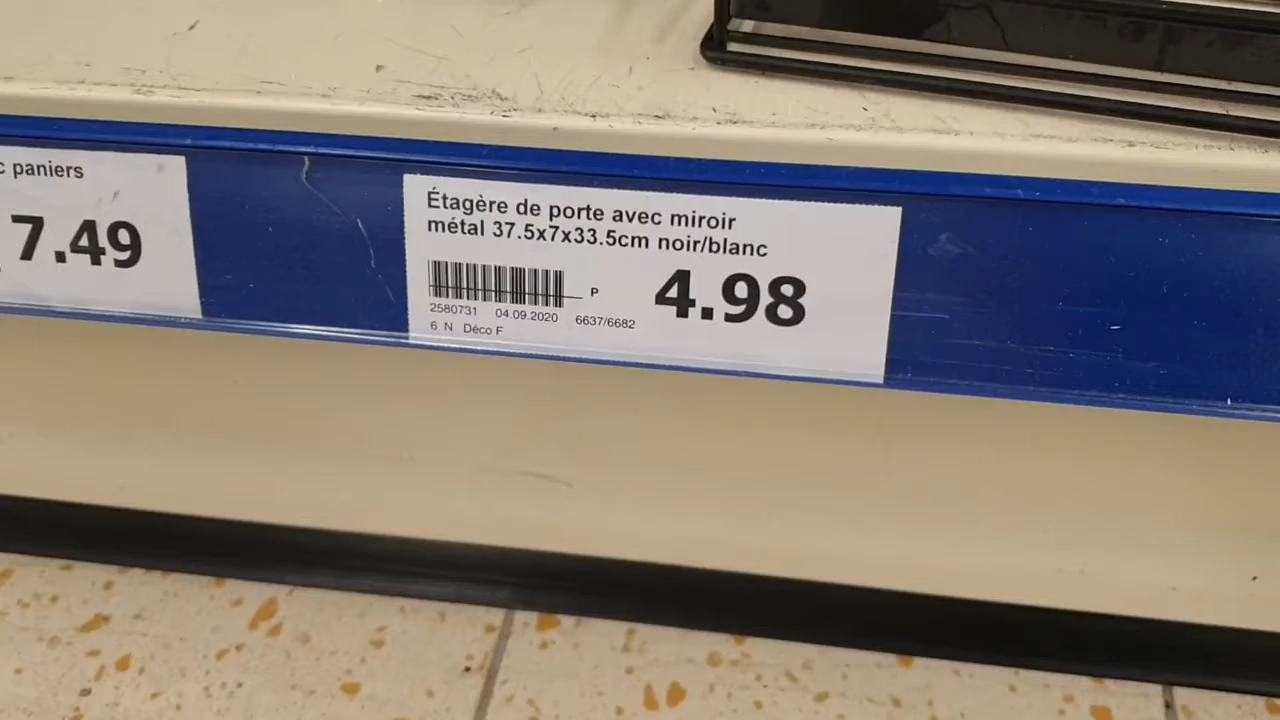 c paniers
7.49
Étagère de porte avec miroir
métal 37.5x7x33.5cm noir/blanc
P
4.98
2580731 04.09.2020 6637/6682
6 N Déco F